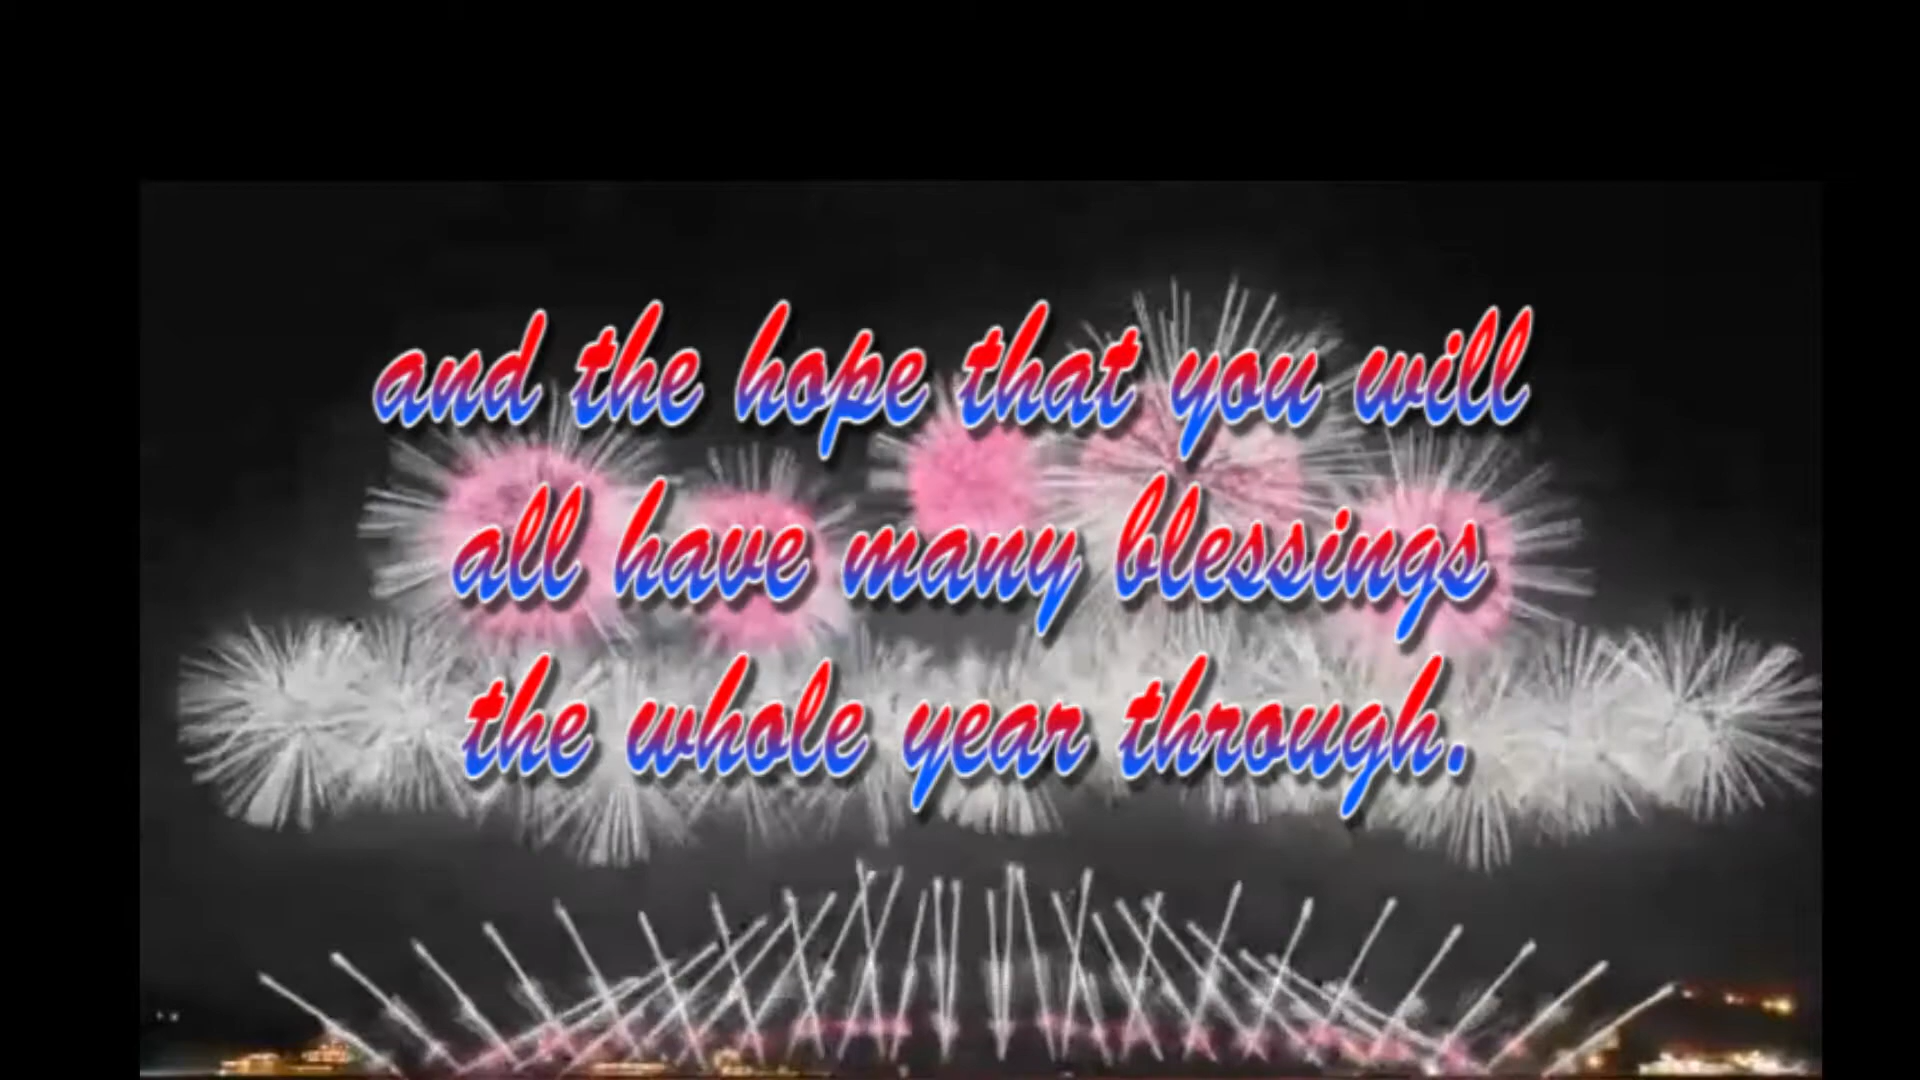 and the hope that you will
all have many blessings
the whole year through.